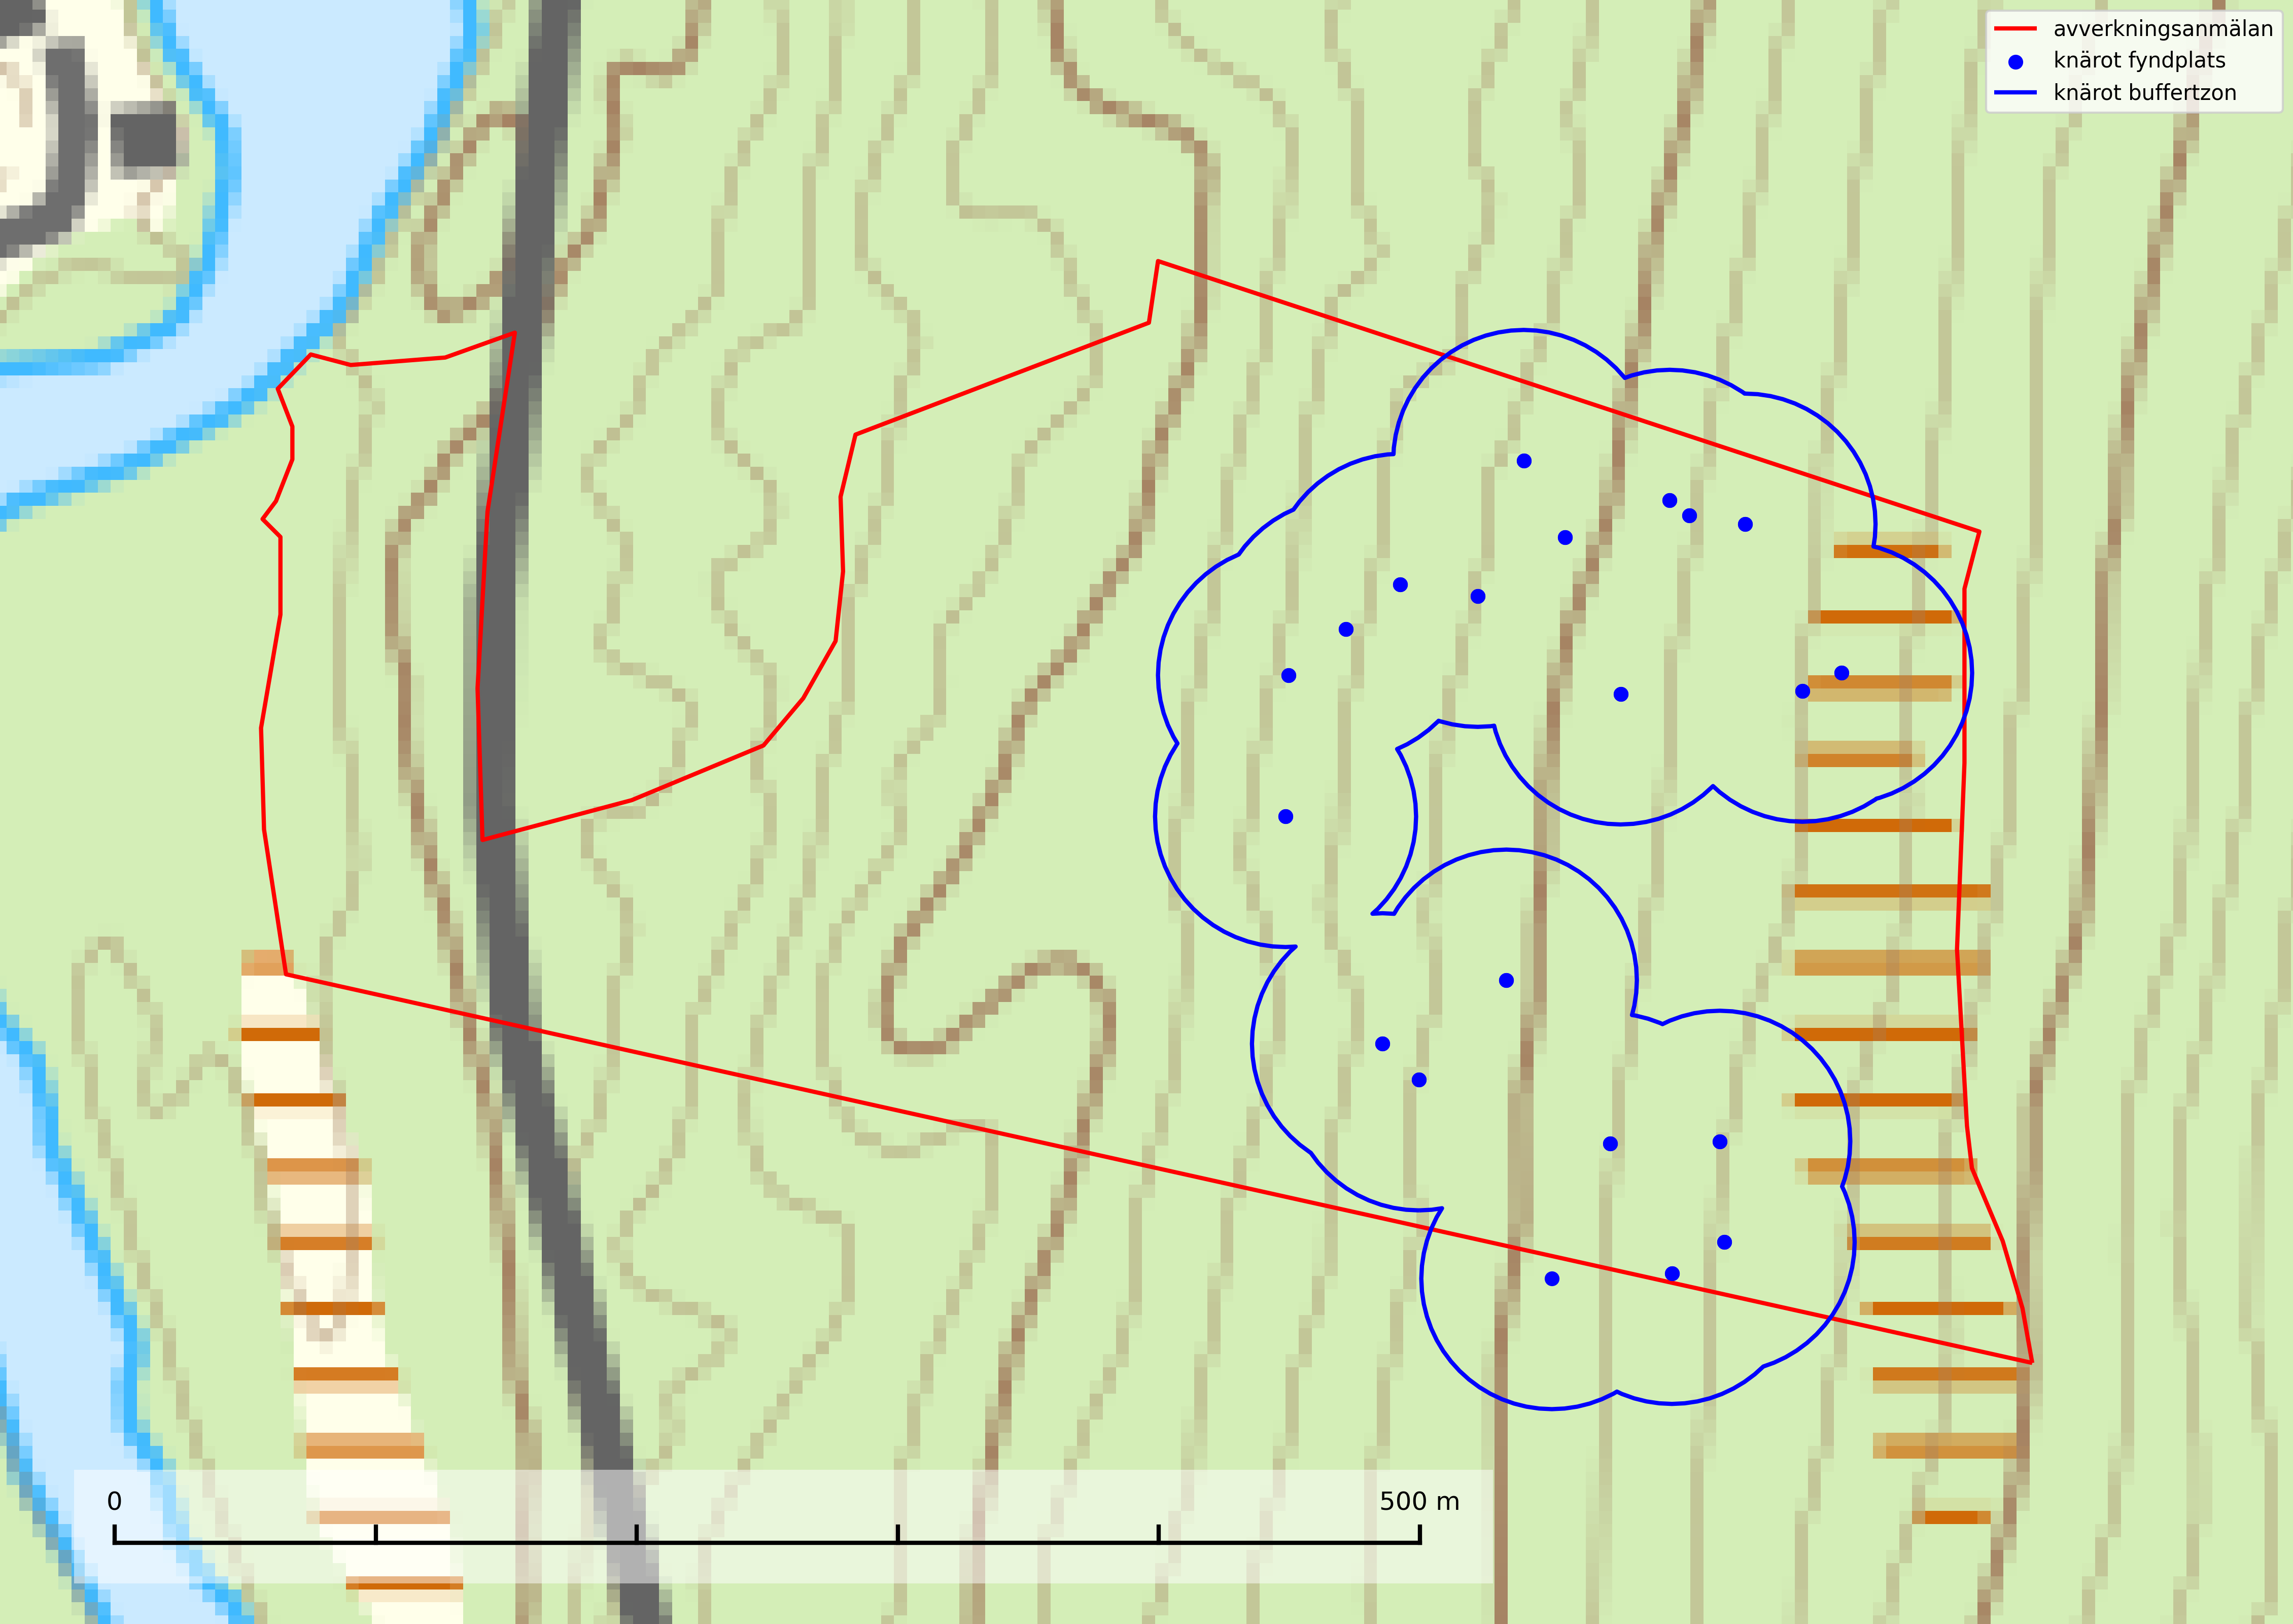 avverkningsanmälan
knärot fyndplats
knärot buffertzon
0
500 m